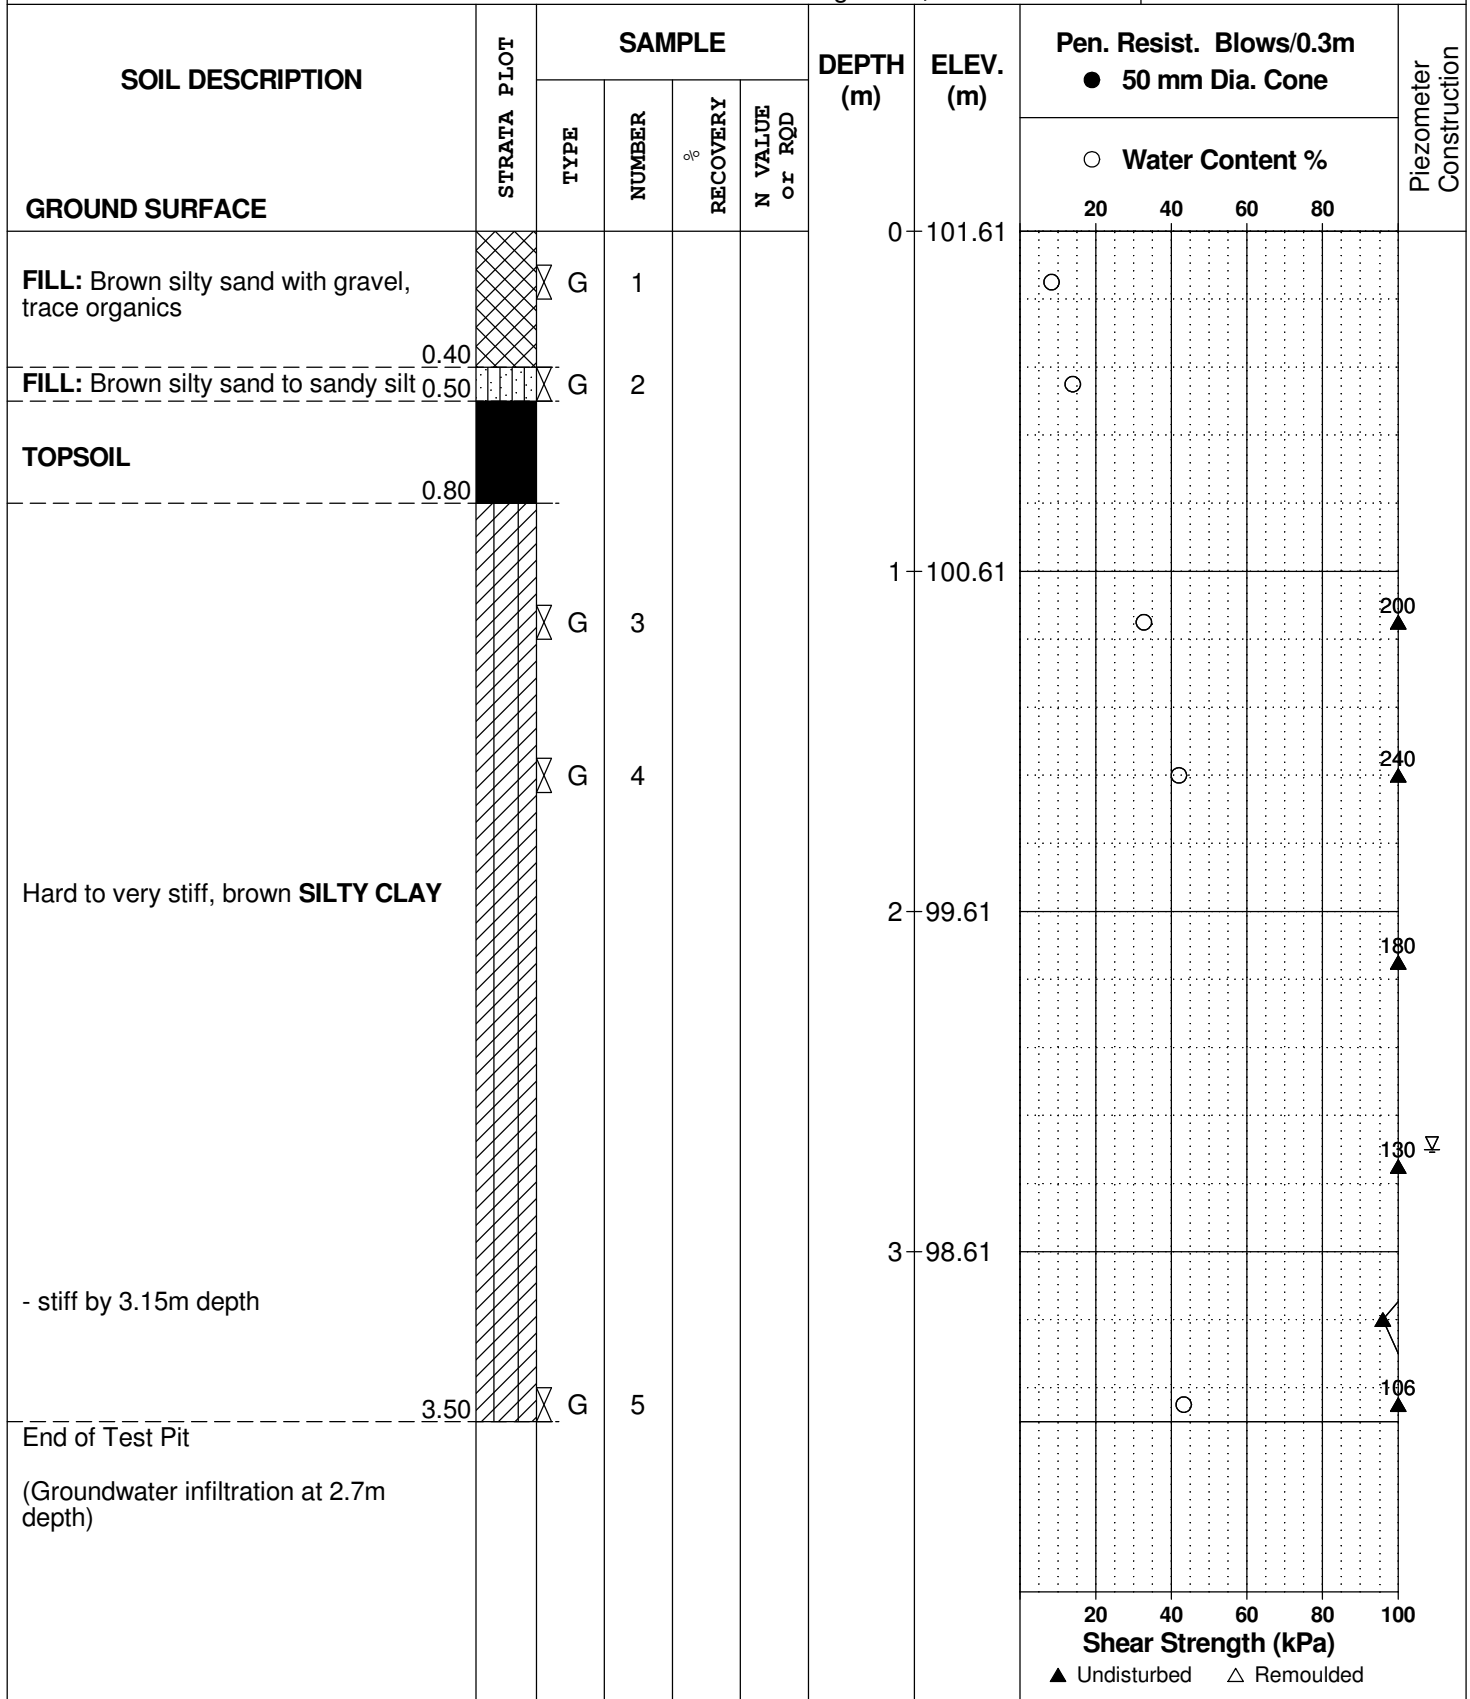 SOIL DESCRIPTION
GROUND SURFACE
STRATA PLOT
SAMPLE
TYPE
NUMBER
%
RECOVERY
N VALUE
or RQD
DEPTH
(m)
ELEV.
(m)
Pen. Resist. Blows/0.3m
● 50 mm Dia. Cone
○ Water Content %
20 40 60 80
Piezometer
Construction
0 101.61
FILL: Brown silty sand with gravel,
trace organics
0.40
G 1
FILL: Brown silty sand to sandy silt 0.50
G 2
TOPSOIL
0.80
1 100.61
G 3
200
G 4
240
Hard to very stiff, brown SILTY CLAY
2 99.61
180
130
3 98.61
- stiff by 3.15m depth
106
3.50
G 5
End of Test Pit
(Groundwater infiltration at 2.7m
depth)
20 40 60 80 100
Shear Strength (kPa)
▲ Undisturbed △ Remoulded